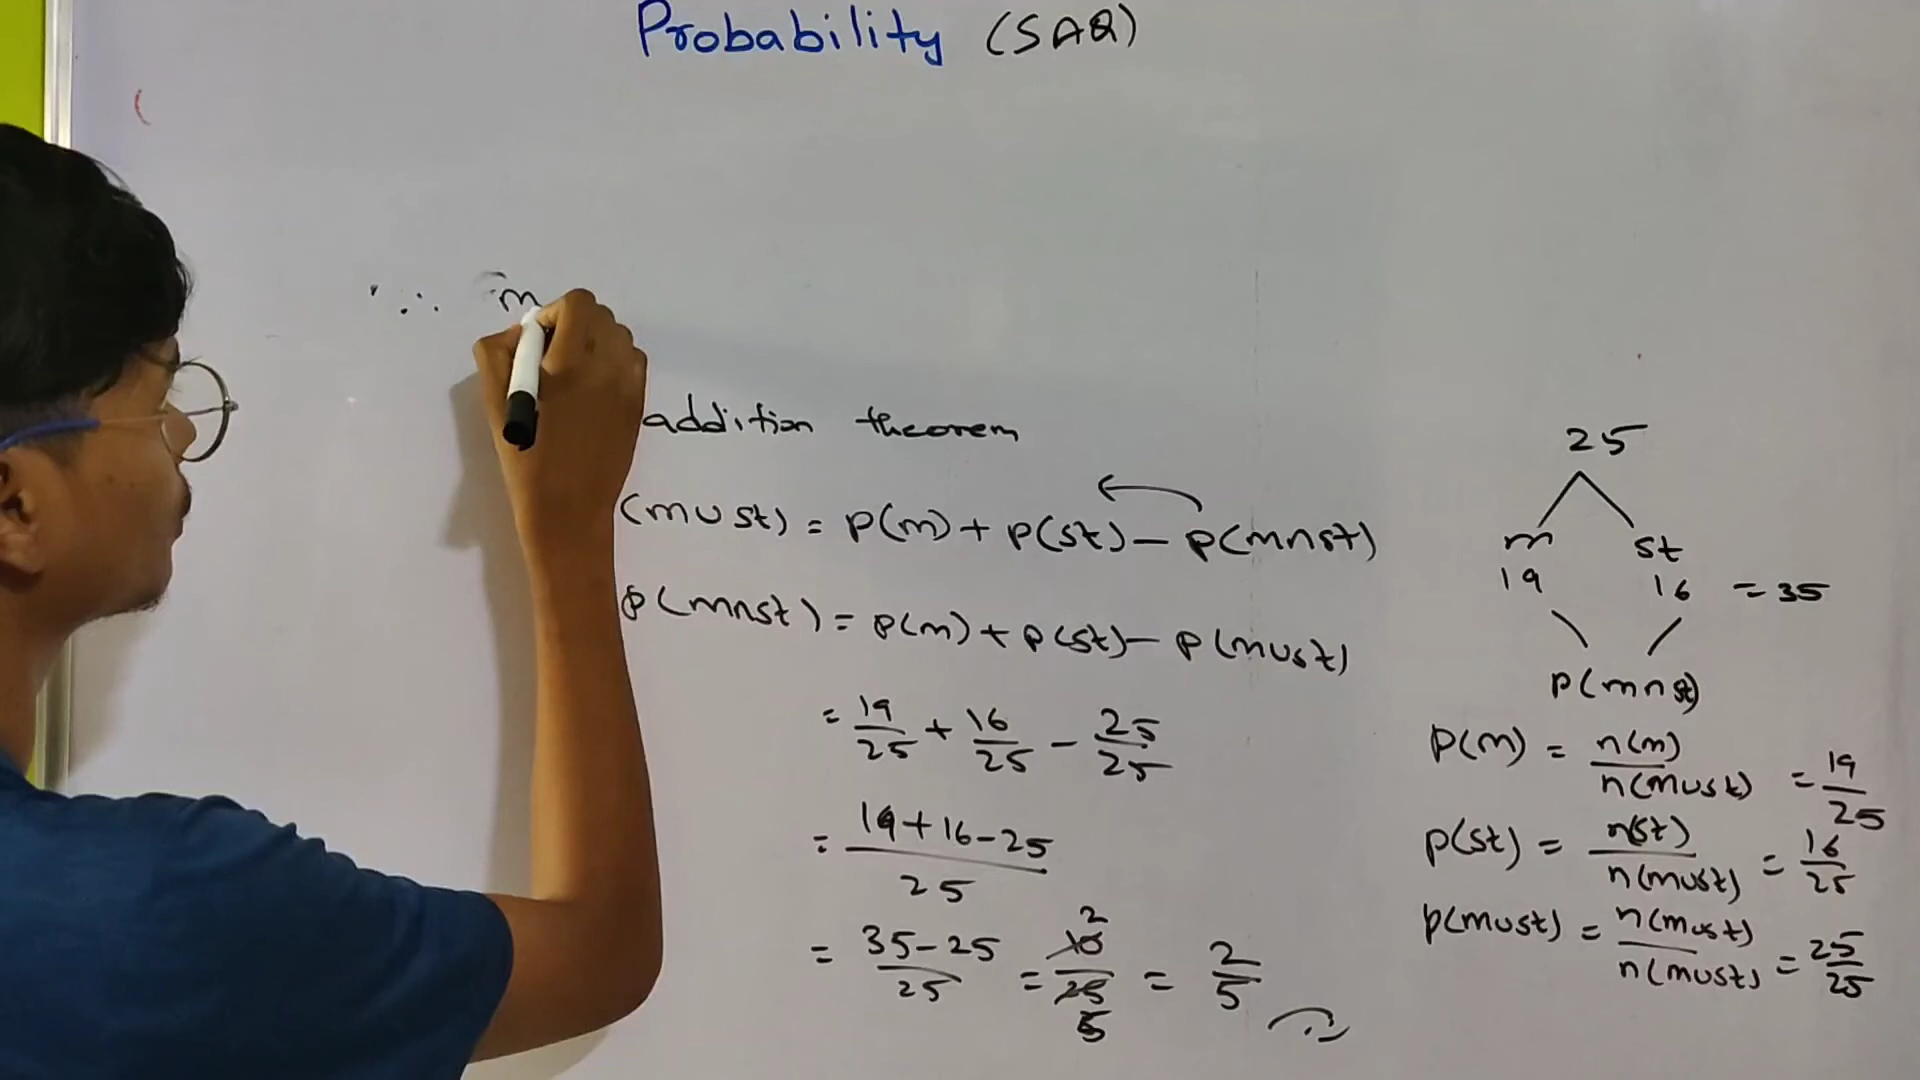 Probability (SAQ)
∴ m
addition theorem
(m∪st) = p(m) + p(st) - p(m∩st)
p(m∩st) = p(m) + p(st) - p(m∪st)
= 19/25 + 16/25 - 25/25
= 19+16-25/25
= 35-25/25 = 10/25 2 5 = 2/5
25
m st
19 16 = 35
p(m∩st)
p(m) = n(m)/n(m∪st) = 19/25
p(st) = n(st)/n(m∪st) = 16/25
p(m∪st) = n(m∪st)/n(m∪st) = 25/25